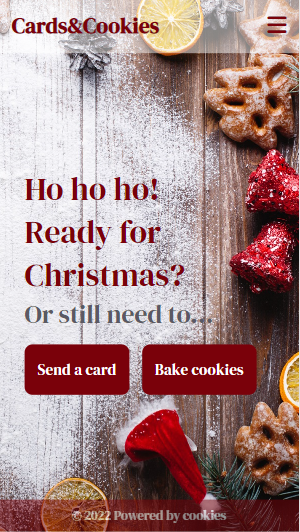 Cards&Cookies
Ho ho ho!
Ready for
Christmas?
Or still need to...
Send a card
Bake cookies
© 2022 Powered by cookies